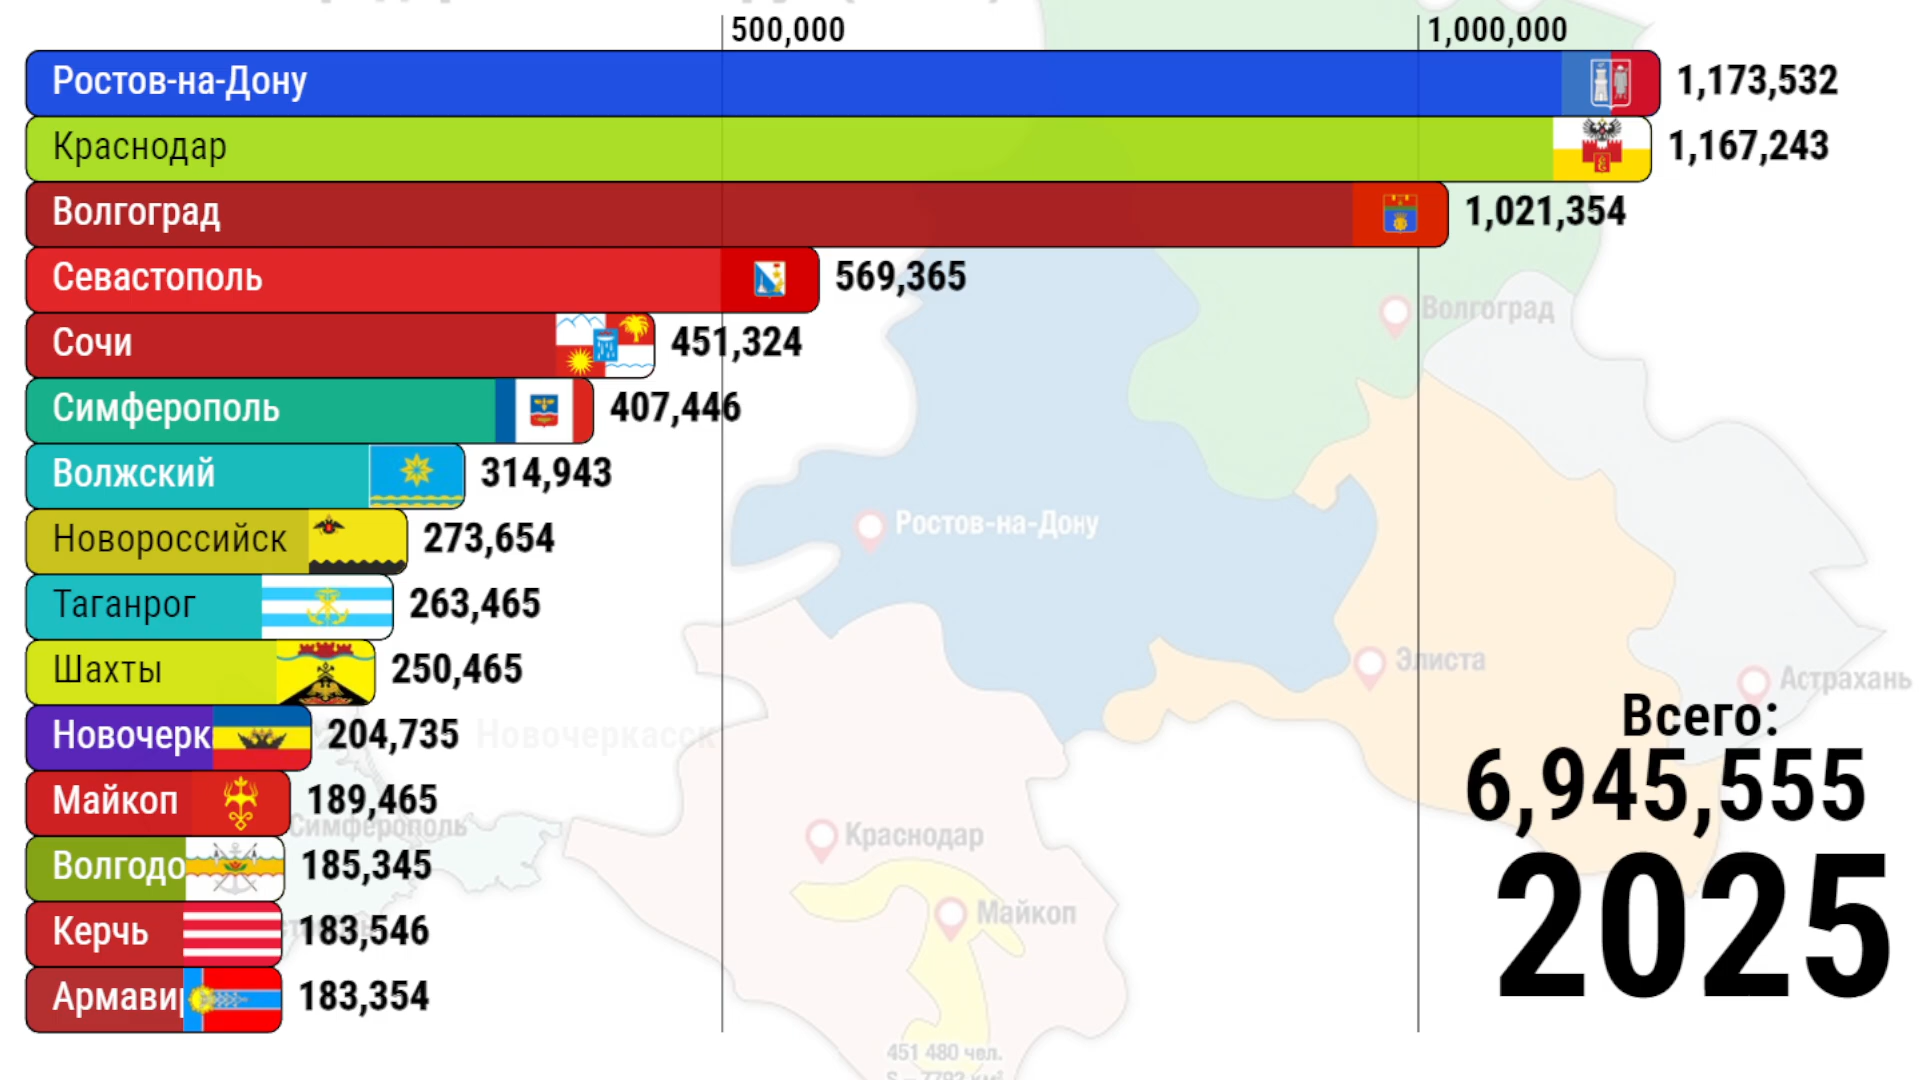 500,000
1,000,000
Ростов-на-Дону 1,173,532
Краснодар 1,167,243
Волгоград 1,021,354
Севастополь 569,365
Сочи 451,324
Симферополь 407,446
Волжский 314,943
Новороссийск 273,654
Таганрог 263,465
Шахты 250,465
Новочерк 204,735
Майкоп 189,465
Волгодо 185,345
Керчь 183,546
Армави 183,354
Волгоград
Ростов-на-Дону
Элиста
Астрахань
Новочеркасск
Симферополь
Краснодар
Майкоп
451 480 чел.
Всего:
6,945,555
2025